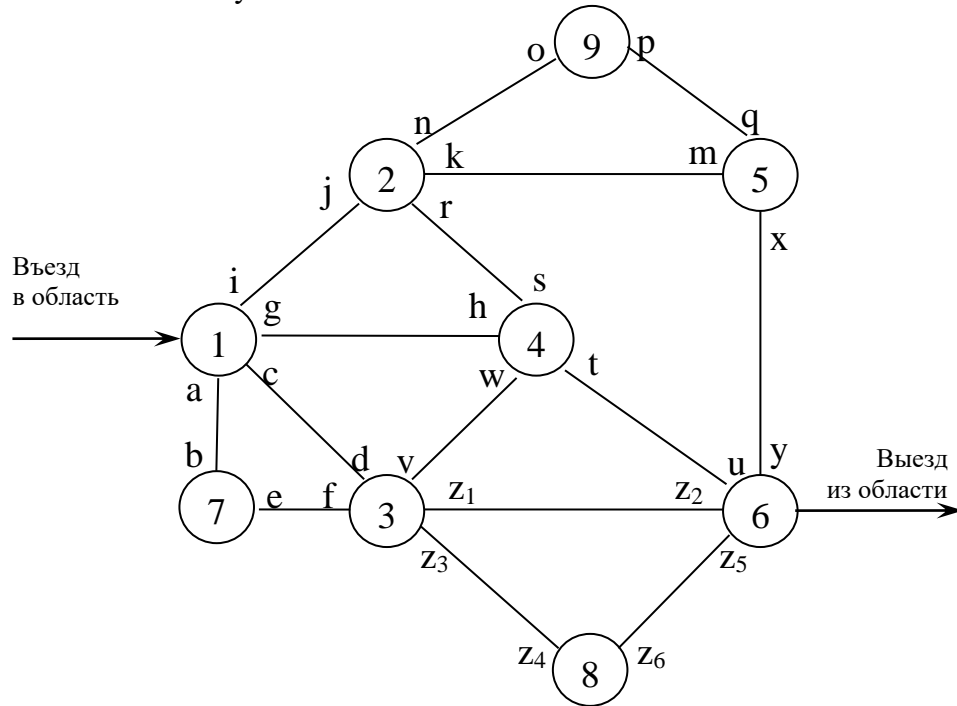 9
o
p
n
q
2
k
m
5
j
r
x
Въезд
в область
i
g
h
s
1
4
a
c
w
t
b
d
v
u
y
Выезд
из области
7
e
f
3
z1
z2
6
z3
z5
z4
8
z6